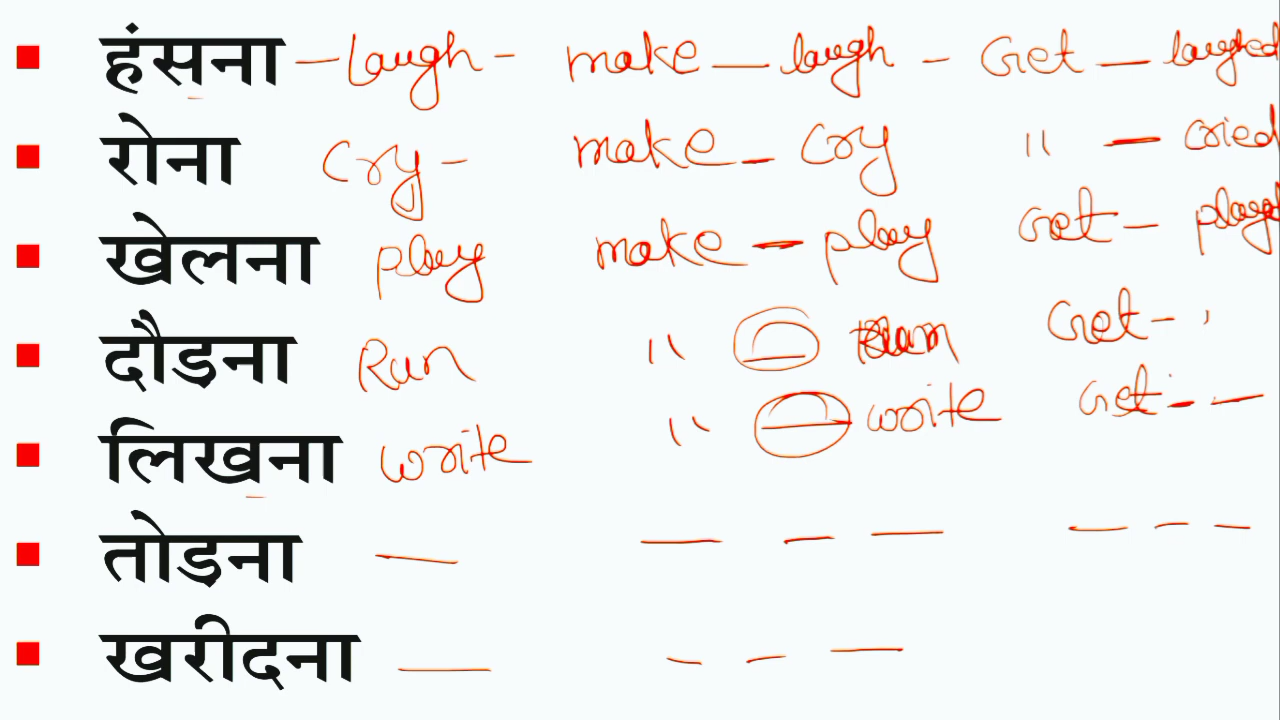 हंसना – Laugh – make — laugh – Get — laughed
रोना Cry – make – Cry " — cried
खेलना Play make – play Get –
दौड़ना Run " Run Get –
लिखना write " write Get – —
तोड़ना — — – — — – –
खरीदना — – – —